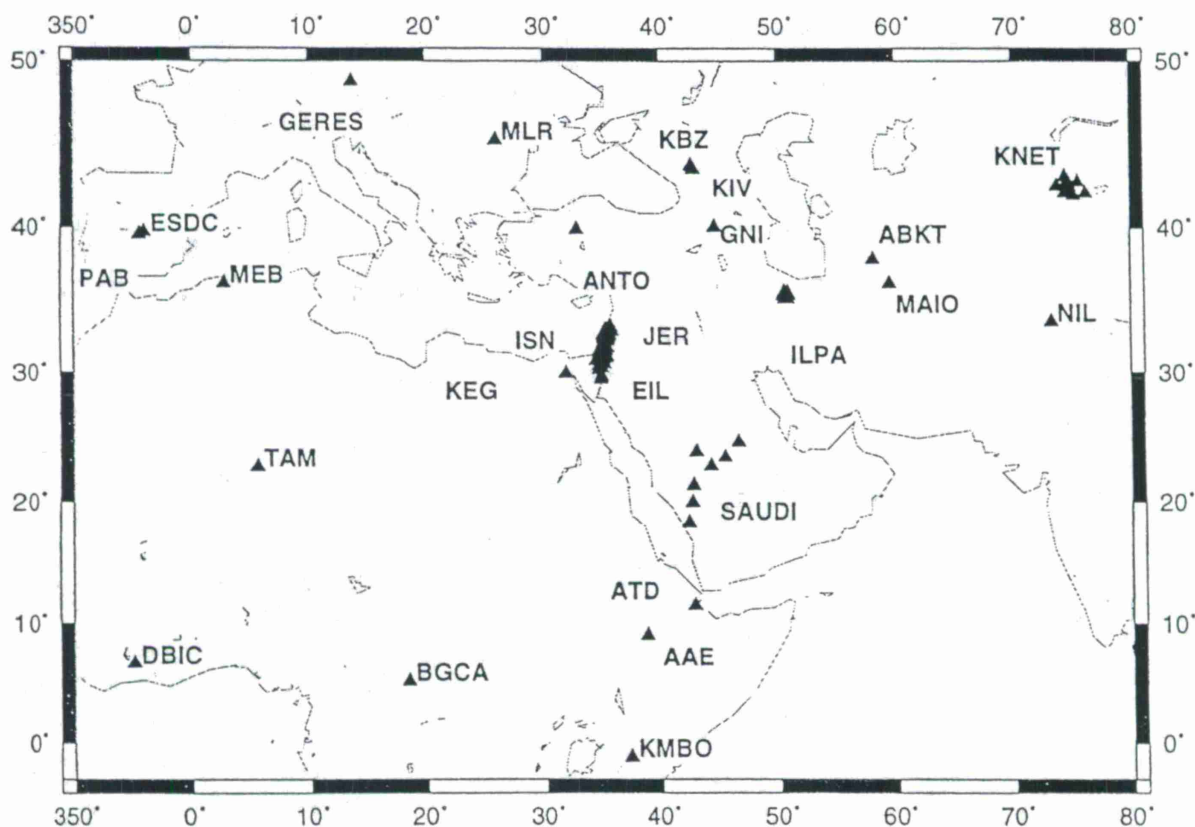 350° 0° 10° 20° 30° 40° 50° 60° 70° 80°
50° 50°
GERES MLR KBZ KNET
KIV
40° ESDC GNI ABKT 40°
PAB MEB ANTO MAIO
NIL
ISN JER ILPA
30° KEG EIL 30°
TAM
20° SAUDI 20°
ATD
10° 10°
DBIC BGCA AAE
0° KMBO 0°
350° 0° 10° 20° 30° 40° 50° 60° 70° 80°